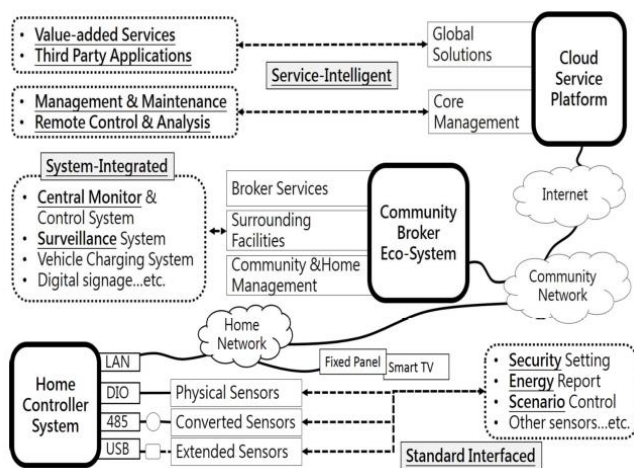 • Value-added Services
• Third Party Applications
Service-Intelligent
Global
Solutions
Cloud
Service
Platform
• Management & Maintenance
• Remote Control & Analysis
Core
Management
System-Integrated
• Central Monitor &
Control System
• Surveillance System
• Vehicle Charging System
• Digital signage...etc.
Broker Services
Surrounding
Facilities
Community &Home
Management
Community
Broker
Eco-System
Internet
Community
Network
Home
Network
Fixed Panel
Smart TV
Home
Controller
System
LAN
DIO
485
USB
Physical Sensors
Converted Sensors
Extended Sensors
• Security Setting
• Energy Report
• Scenario Control
• Other sensors...etc.
Standard Interfaced